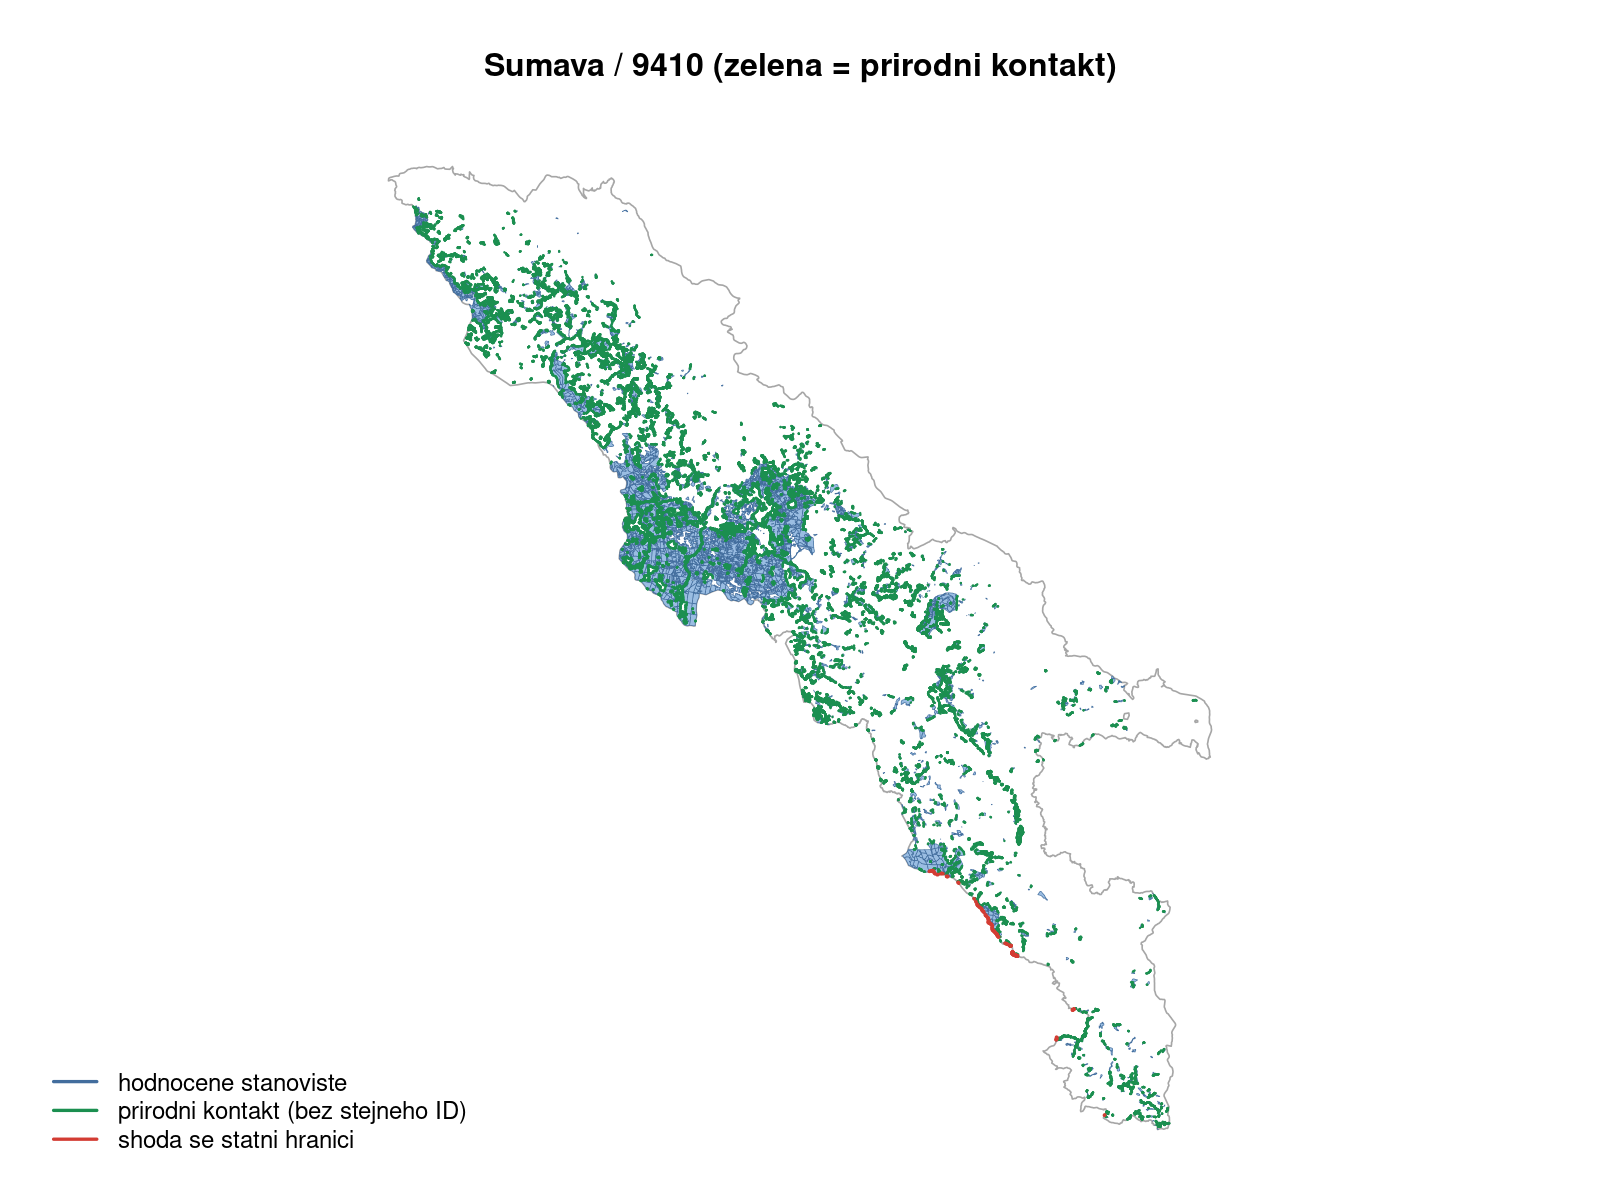 Sumava / 9410 (zelena = prirodni kontakt)
hodnocene stanoviste
prirodni kontakt (bez stejneho ID)
shoda se statni hranici